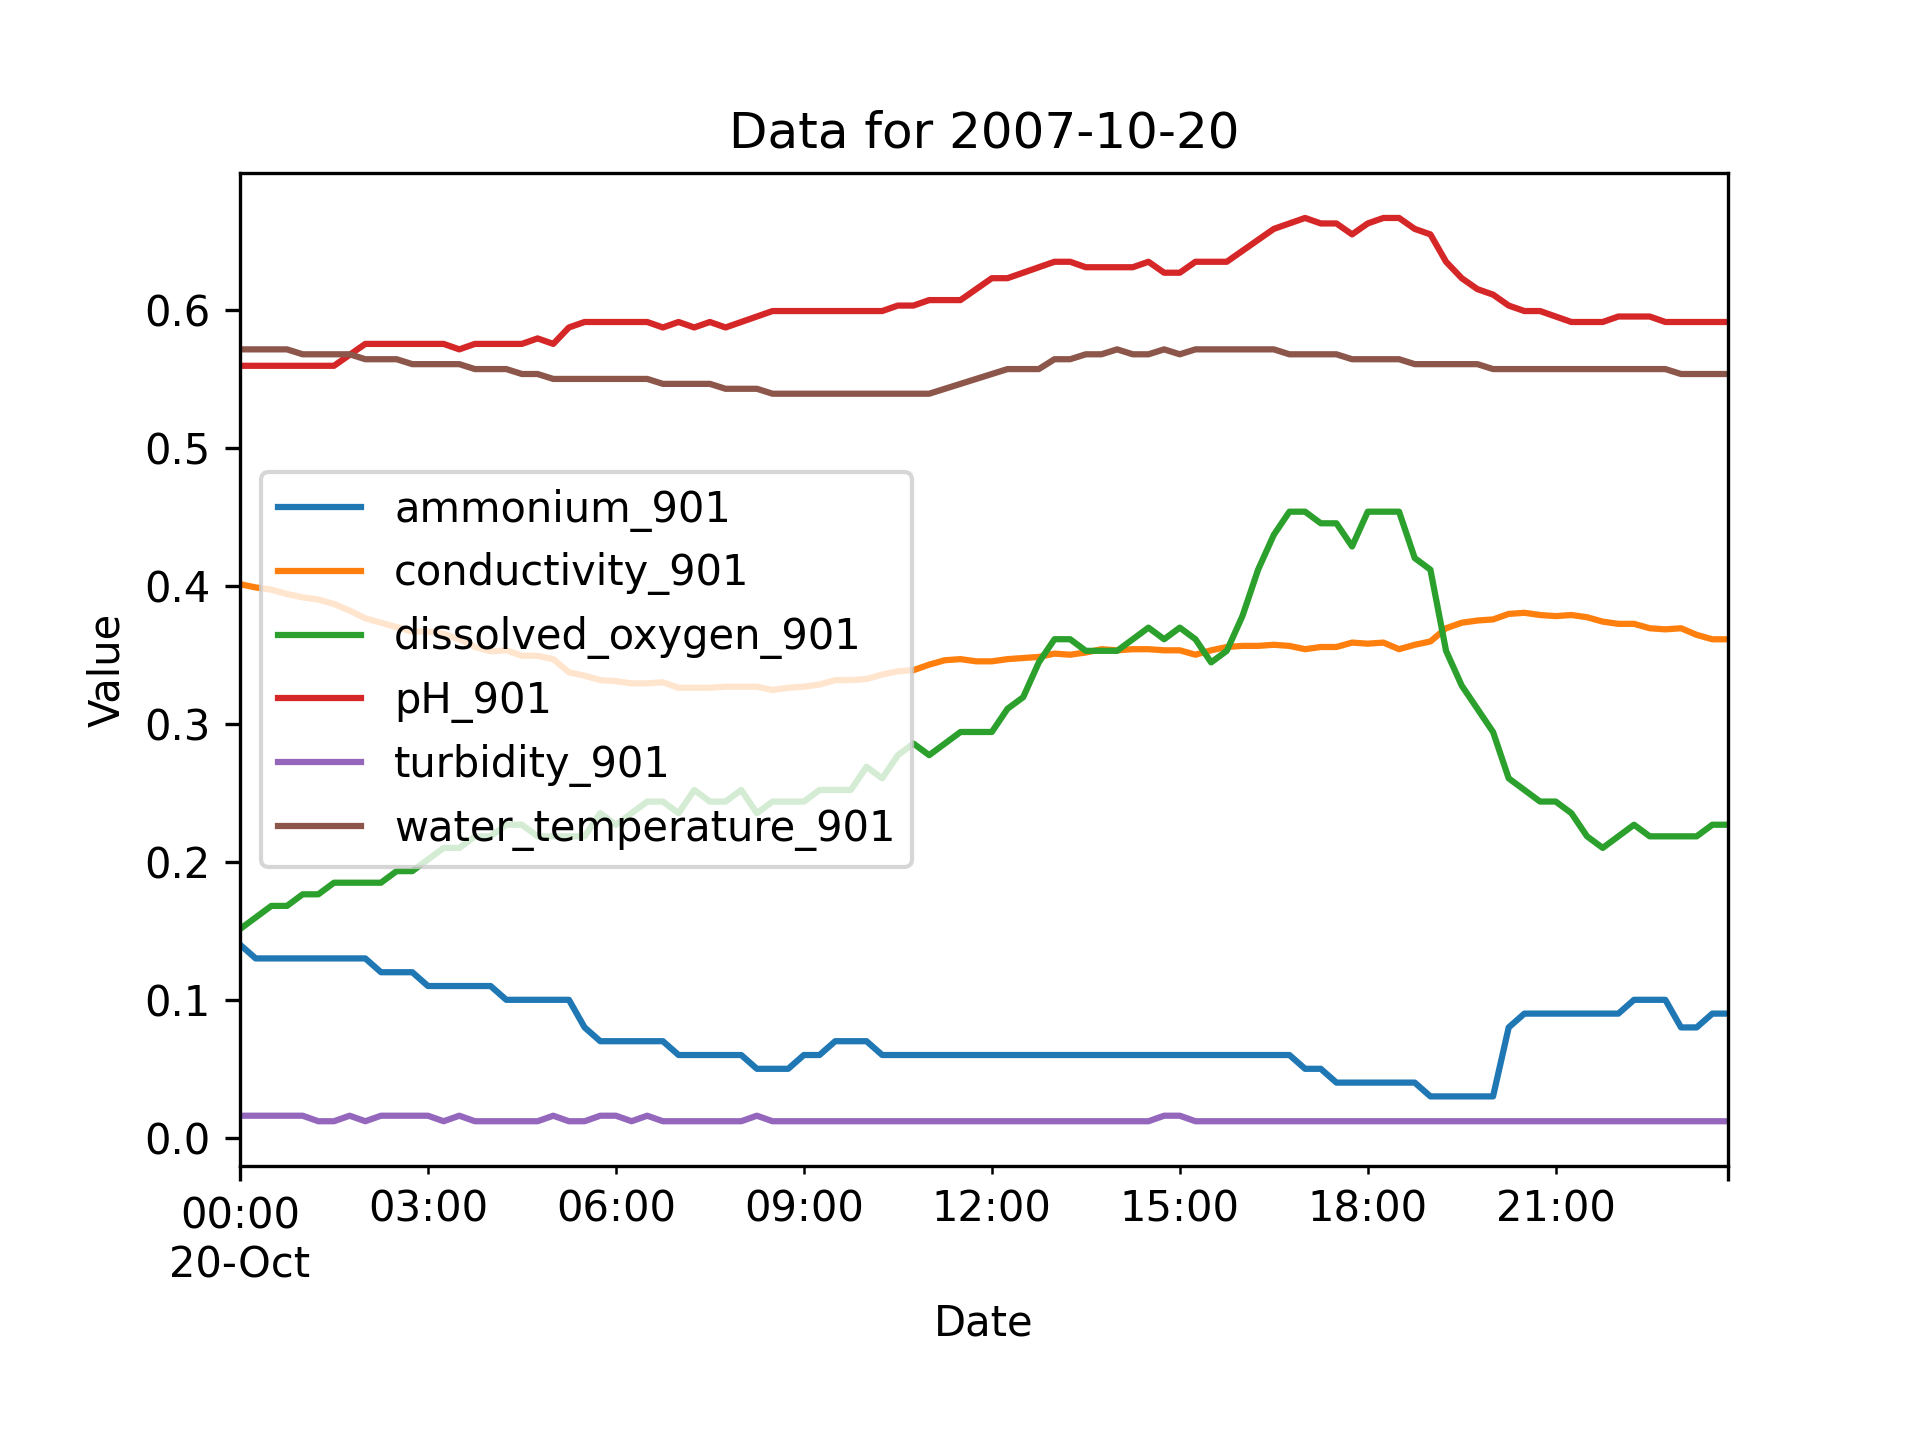 Data for 2007-10-20
Value
0.6
0.5
0.4
0.3
0.2
0.1
0.0
ammonium_901
conductivity_901
dissolved_oxygen_901
pH_901
turbidity_901
water_temperature_901
00:00 03:00 06:00 09:00 12:00 15:00 18:00 21:00
20-Oct
Date